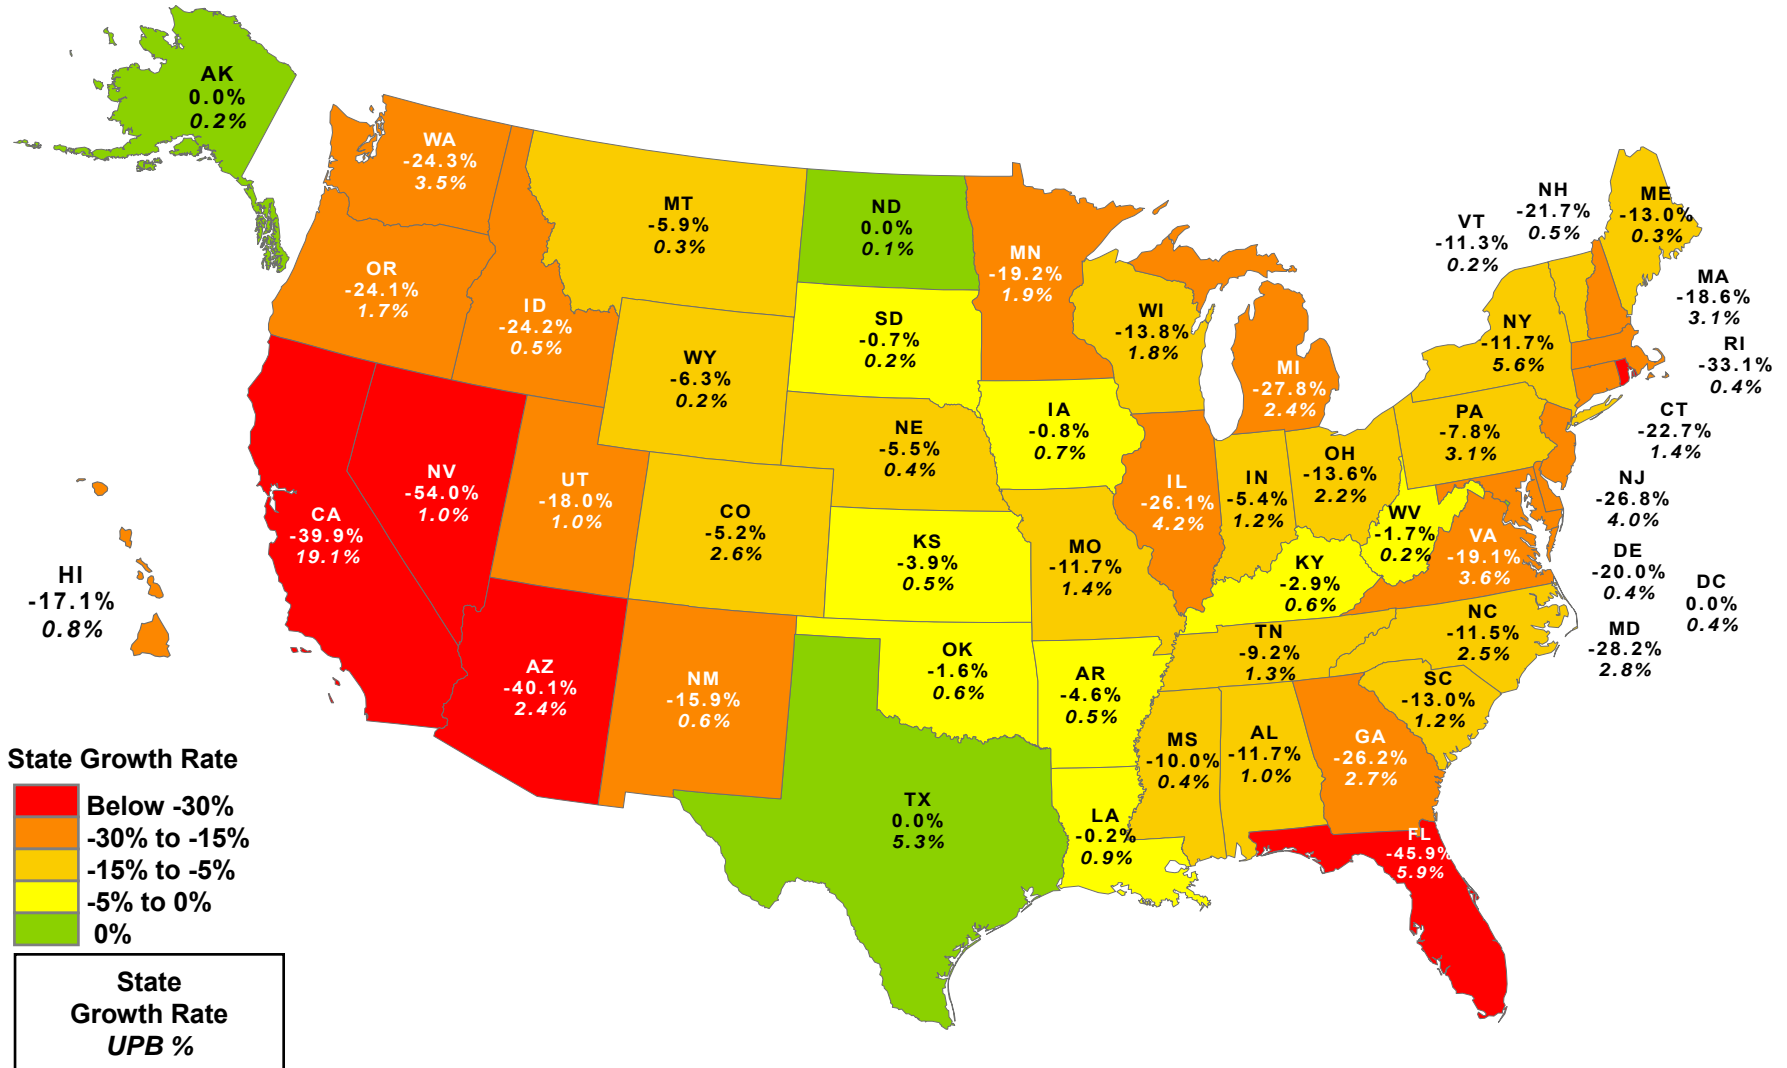 AK
0.0%
0.2%
WA
-24.3%
3.5%
OR
-24.1%
1.7%
ID
-24.2%
0.5%
MT
-5.9%
0.3%
ND
0.0%
0.1%
MN
-19.2%
1.9%
SD
-0.7%
0.2%
WY
-6.3%
0.2%
WI
-13.8%
1.8%
MI
-27.8%
2.4%
NY
-11.7%
5.6%
VT
-11.3%
0.2%
NH
-21.7%
0.5%
ME
-13.0%
0.3%
MA
-18.6%
3.1%
RI
-33.1%
0.4%
CT
-22.7%
1.4%
NJ
-26.8%
4.0%
DE
-20.0%
0.4%
DC
0.0%
0.4%
MD
-28.2%
2.8%
CA
-39.9%
19.1%
NV
-54.0%
1.0%
UT
-18.0%
1.0%
CO
-5.2%
2.6%
NE
-5.5%
0.4%
IA
-0.8%
0.7%
KS
-3.9%
0.5%
MO
-11.7%
1.4%
IL
-26.1%
4.2%
IN
-5.4%
1.2%
OH
-13.6%
2.2%
PA
-7.8%
3.1%
WV
-1.7%
0.2%
VA
-19.1%
3.6%
KY
-2.9%
0.6%
NC
-11.5%
2.5%
TN
-9.2%
1.3%
SC
-13.0%
1.2%
HI
-17.1%
0.8%
AZ
-40.1%
2.4%
NM
-15.9%
0.6%
OK
-1.6%
0.6%
AR
-4.6%
0.5%
TX
0.0%
5.3%
LA
-0.2%
0.9%
MS
-10.0%
0.4%
AL
-11.7%
1.0%
GA
-26.2%
2.7%
FL
-45.9%
5.9%
State Growth Rate
Below -30%
-30% to -15%
-15% to -5%
-5% to 0%
0%
State
Growth Rate
UPB %